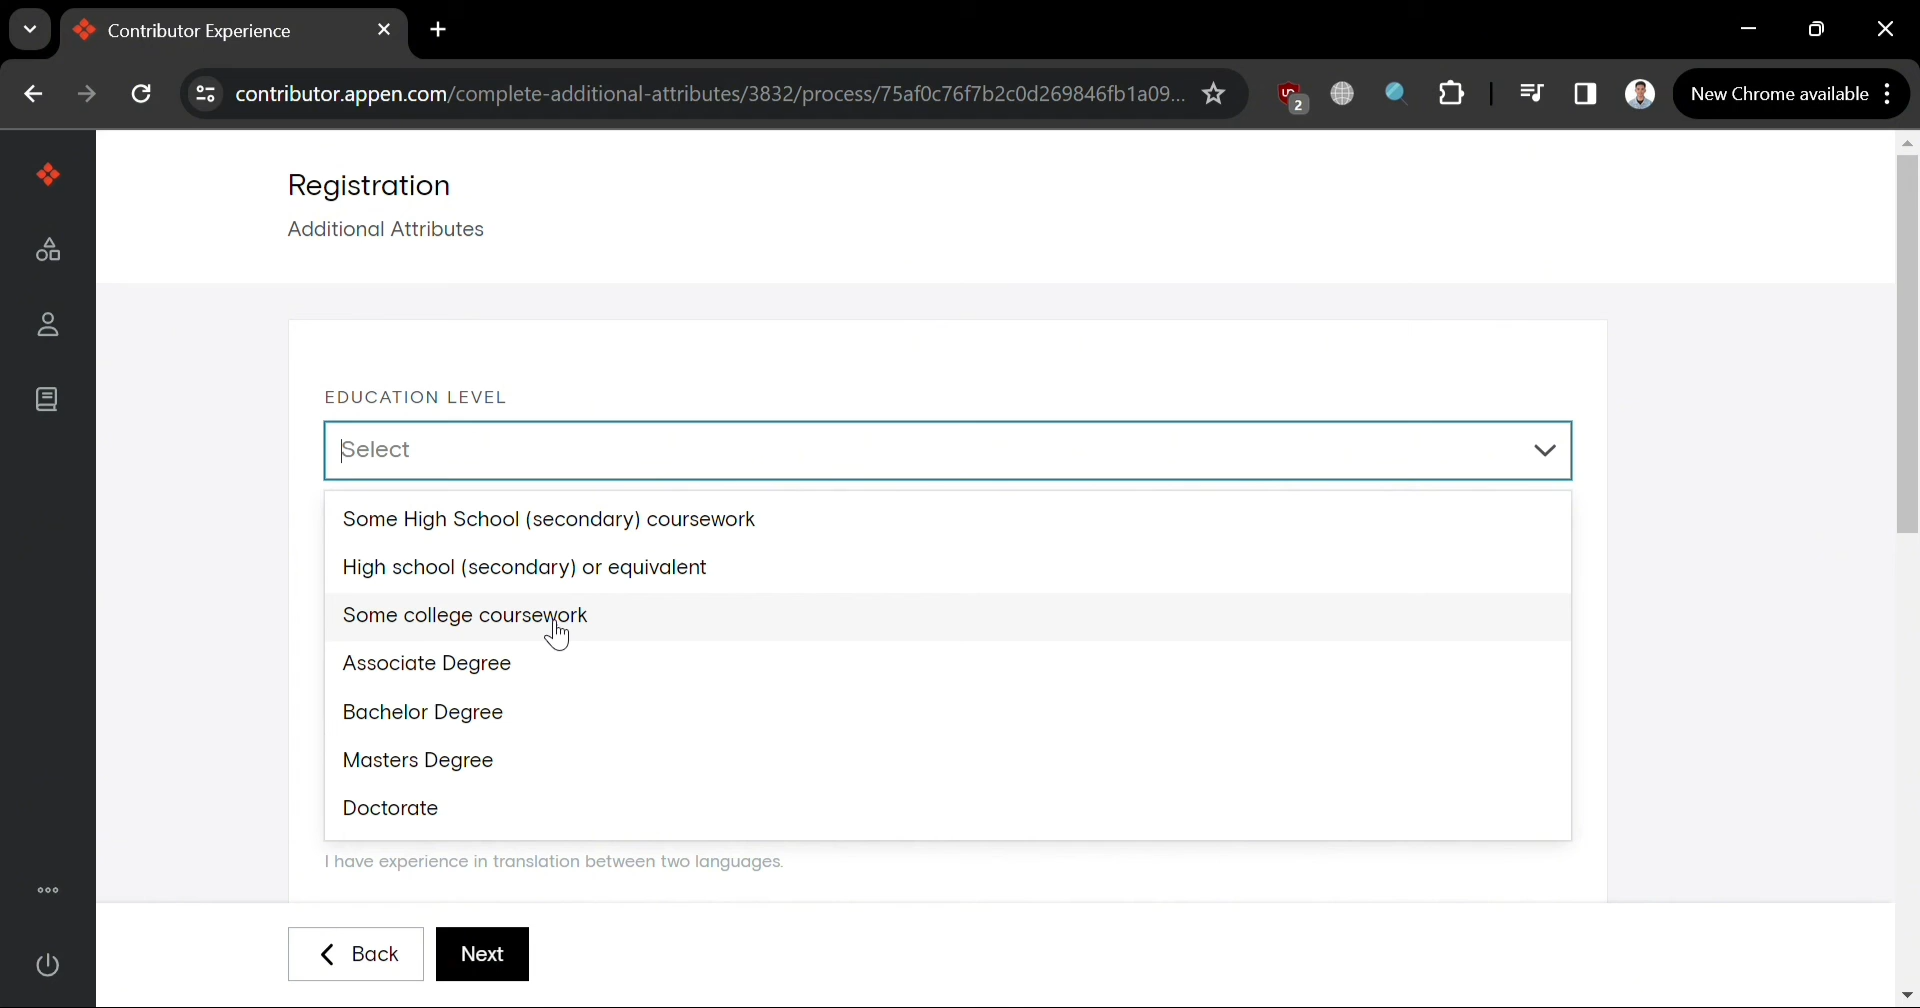 Contributor Experience
contributor.appen.com/complete-additional-attributes/3832/process/75af0c76f7b2c0d269846fb1a09...
2
New Chrome available
Registration
Additional Attributes
EDUCATION LEVEL
Select
Some High School (secondary) coursework
High school (secondary) or equivalent
Some college coursework
Associate Degree
Bachelor Degree
Masters Degree
Doctorate
I have experience in translation between two languages.
Back
Next